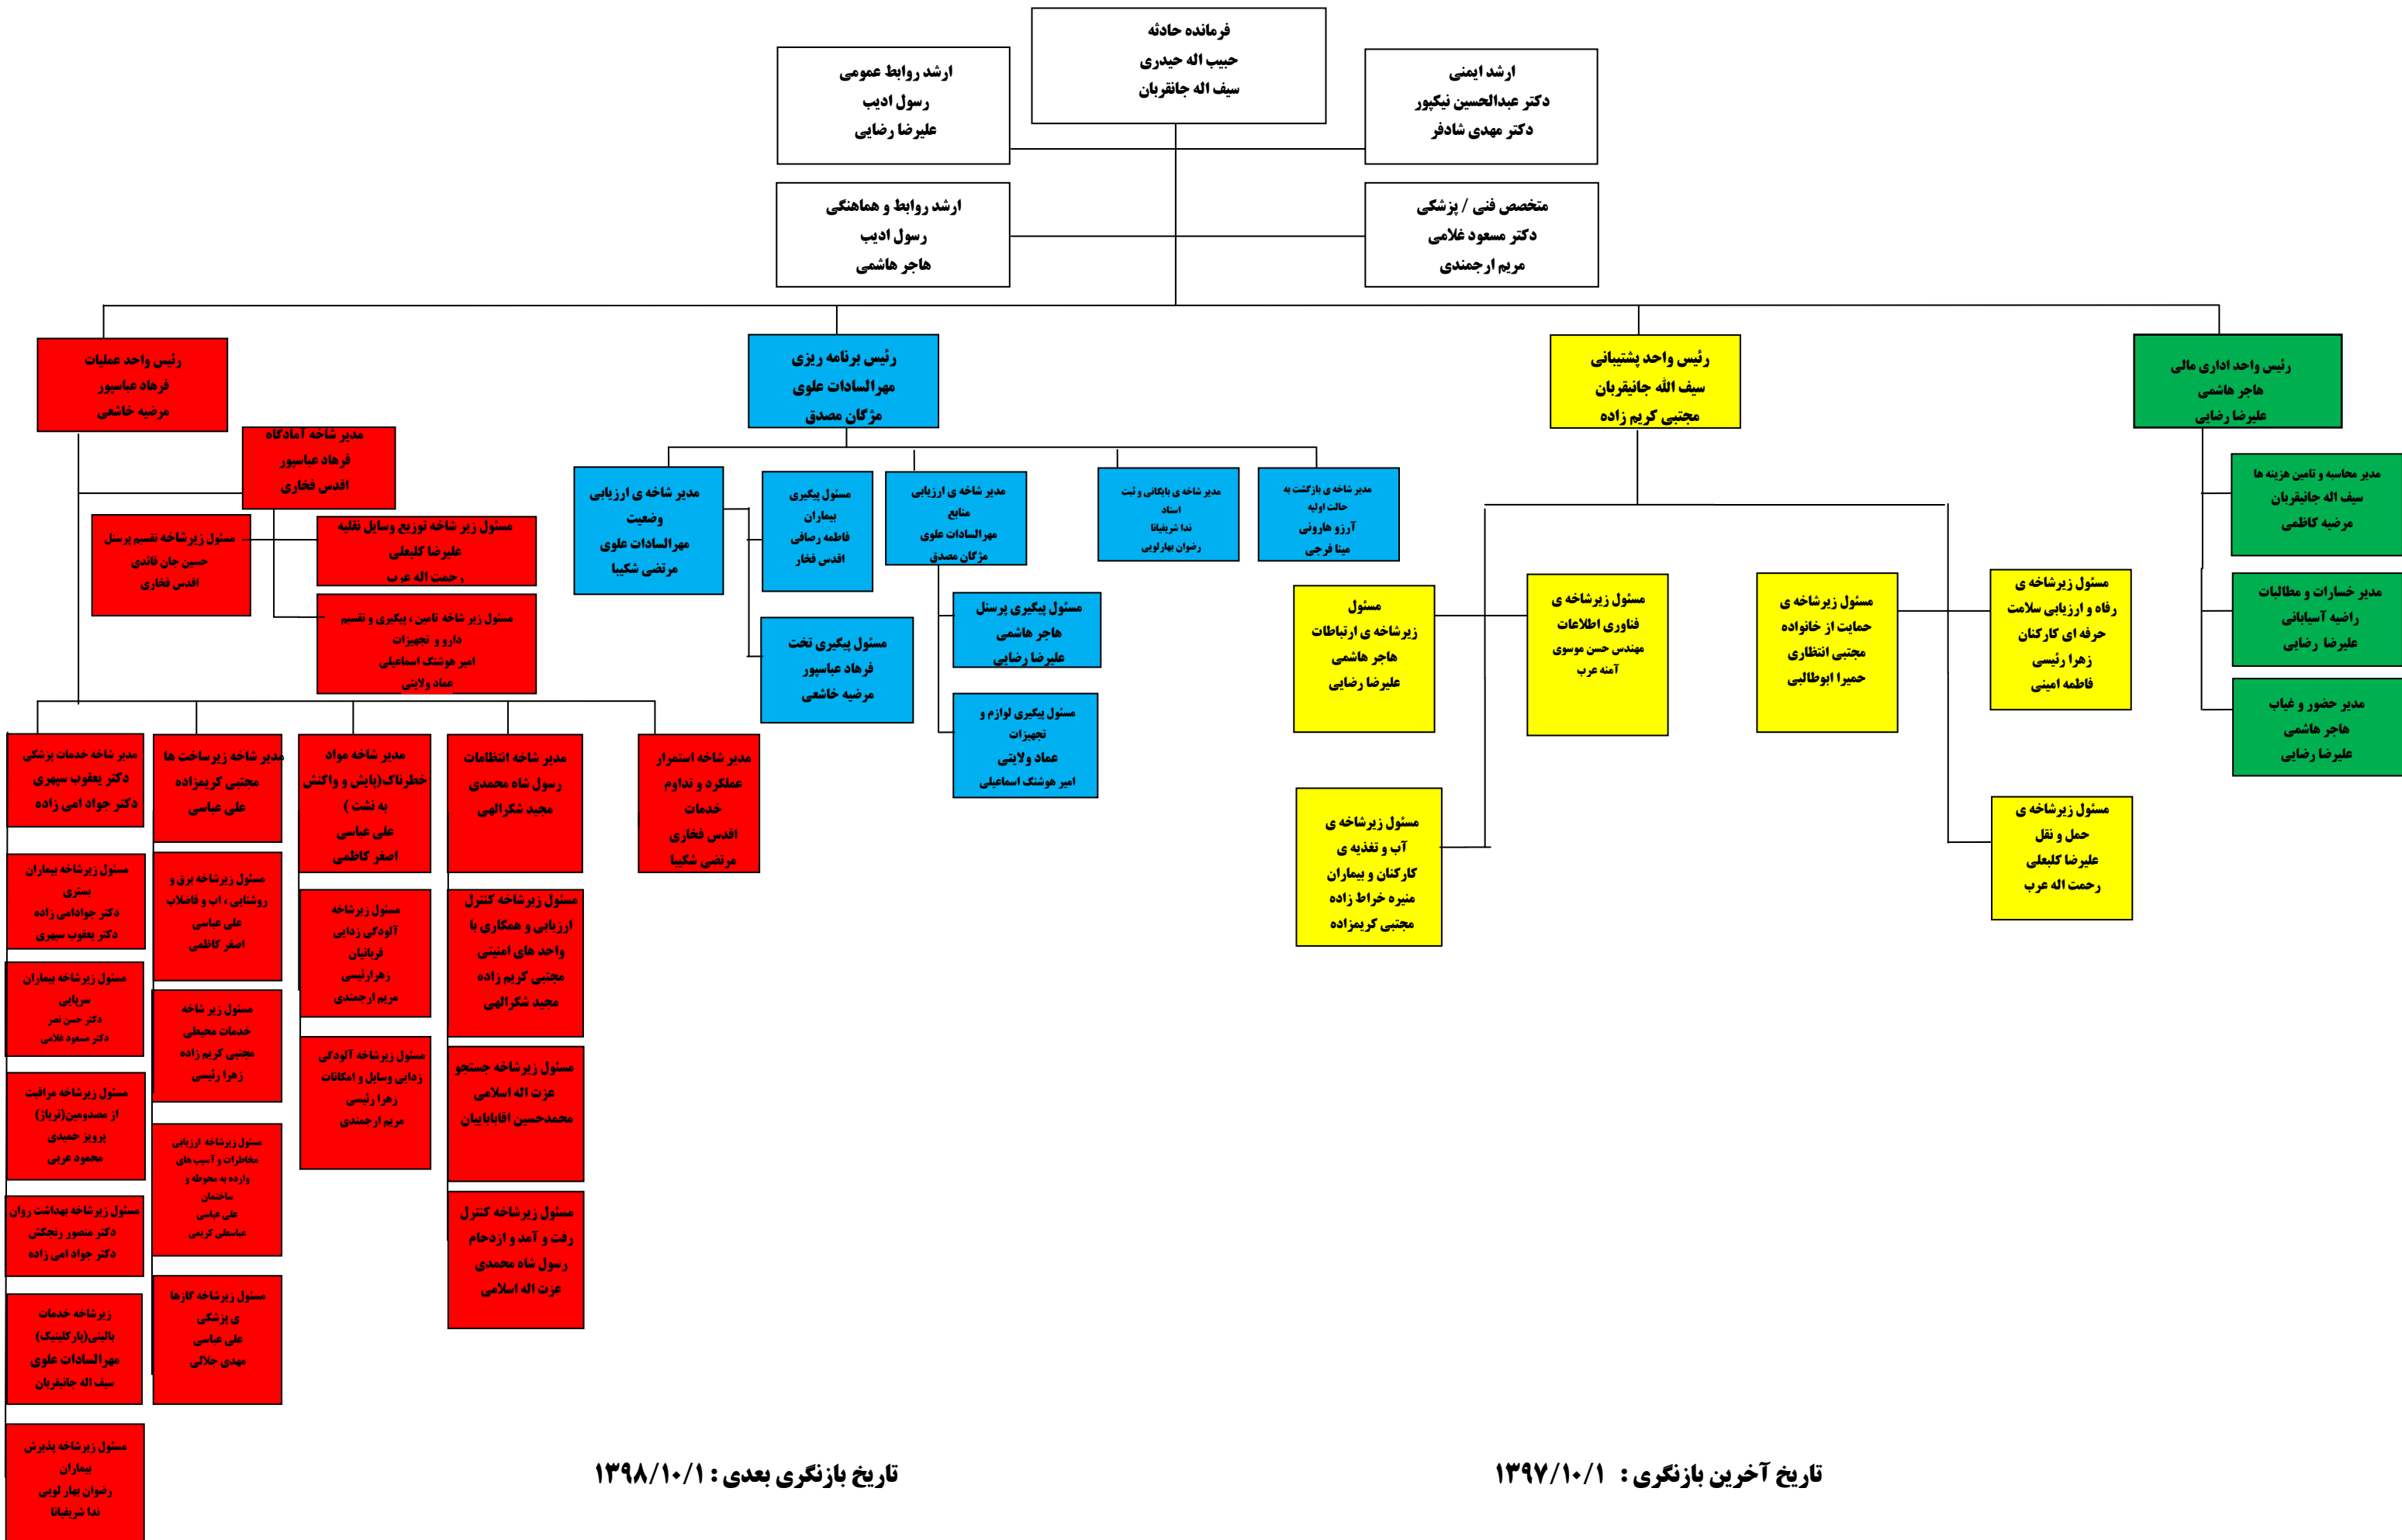 فرمانده حادثه
حبیب اله حیدری
سیف اله جانقربان
ارشد ایمنی
دکتر عبدالحسین نیکپور
دکتر مهدی شادفر
ارشد روابط عمومی
رسول ادیب
علیرضا رضایی
متخصص فنی / پزشکی
دکتر مسعود غلامی
مریم ارجمندی
ارشد روابط و هماهنگی
رسول ادیب
هاجر هاشمی
رئیس واحد اداری مالی
هاجر هاشمی
علیرضا رضایی
مدیر محاسبه و تامین هزینه ها
سیف اله جانیقربان
مرضیه کاظمی
مدیر خسارات و مطالبات
راضیه آسیابانی
علیرضا رضایی
مدیر حضور و غیاب
هاجر هاشمی
علیرضا رضایی
رئیس واحد پشتیبانی
سیف الله جانیقربان
مجتبی کریم زاده
مسئول زیرشاخه ی
رفاه و ارزیابی سلامت
حرفه ای کارکنان
زهرا رئیسی
فاطمه امینی
مسئول زیرشاخه ی
حمایت از خانواده
مجتبی انتظاری
حمیرا ابوطالبی
مسئول زیرشاخه ی
فناوری اطلاعات
مهندس حسن موسوی
آمنه عرب
مسئول
زیرشاخه ی ارتباطات
هاجر هاشمی
علیرضا رضایی
مسئول زیرشاخه ی
حمل و نقل
علیرضا کلبعلی
رحمت اله عرب
مسئول زیرشاخه ی
آب و تغذیه ی
کارکنان و بیماران
منیره خراط زاده
مجتبی کریمزاده
رئیس برنامه ریزی
مهرالسادات علوی
مژگان مصدق
مدیر شاخه ی بازگشت به
حالت اولیه
آرزو هارونی
مینا فرجی
مدیر شاخه ی بایگانی و ثبت
اسناد
ندا شریفیانا
رضوان بهارلویی
مدیر شاخه ی ارزیابی
منابع
مهرالسادات علوی
مژگان مصدق
مسئول پیگیری
بیماران
فاطمه رصافی
اقدس فخار
مدیر شاخه ی ارزیابی
وضعیت
مهرالسادات علوی
مرتضی شکیبا
مسئول پیگیری پرسنل
هاجر هاشمی
علیرضا رضایی
مسئول پیگیری تخت
فرهاد عباسپور
مرضیه خاشعی
مسئول پیگیری لوازم و
تجهیزات
عماد ولایتی
امیر هوشنگ اسماعیلی
رئیس واحد عملیات
فرهاد عباسپور
مرضیه خاشعی
مدیر شاخه آمادگاه
فرهاد عباسپور
اقدس فخاری
مسئول زیر شاخه توزیع وسایل نقلیه
علیرضا کلبعلی
رحمت اله عرب
مسئول زیرشاخه تقسیم پرسنل
حسین جان قائدی
اقدس فخاری
مسئول زیر شاخه تامین ، پیگیری و تقسیم
دارو و تجهیزات
امیر هوشنگ اسماعیلی
عماد ولایتی
مدیر شاخه استمرار
عملکرد و تداوم
خدمات
اقدس فخاری
مرتضی شکیبا
مدیر شاخه انتظامات
رسول شاه محمدی
مجید شکرالهی
مسئول زیرشاخه کنترل
ارزیابی و همکاری با
واحد های امنیتی
مجتبی کریم زاده
مجید شکرالهی
مسئول زیرشاخه جستجو
عزت اله اسلامی
محمدحسین اقاباباییان
مسئول زیرشاخه کنترل
رفت و آمد و ازدحام
رسول شاه محمدی
عزت اله اسلامی
مدیر شاخه مواد
خطرناک(پایش و واکنش
به نشت )
علی عباسی
اصغر کاظمی
مسئول زیرشاخه
آلودگی زدایی
قربانیان
زهرارئیسی
مریم ارجمندی
مسئول زیرشاخه آلودگی
زدایی وسایل و امکانات
زهرا رئیسی
مریم ارجمندی
مدیر شاخه زیرساخت ها
مجتبی کریمزاده
علی عباسی
مسئول زیرشاخه برق و
روشنایی ، اب و فاضلاب
علی عباسی
اصغر کاظمی
مسئول زیر شاخه
خدمات محیطی
مجتبی کریم زاده
زهرا رئیسی
مسئول زیرشاخه ارزیابی
مخاطرات و آسیب های
وارده به محوطه و
ساختمان
علی عباسی
عباسعلی کریمی
مسئول زیرشاخه گازها
ی پزشکی
علی عباسی
مهدی جلالی
مدیر شاخه خدمات پزشکی
دکتر یعقوب سپهری
دکتر جواد امی زاده
مسئول زیرشاخه بیماران
بستری
دکتر جوادامی زاده
دکتر یعقوب سپهری
مسئول زیرشاخه بیماران
سرپایی
دکتر حسن نصر
دکتر مسعود غلامی
مسئول زیرشاخه مراقبت
از مصدومین(تریاژ)
پرویز حمیدی
محمود عربی
مسئول زیرشاخه بهداشت روان
دکتر منصور رنجکش
دکتر جواد امی زاده
زیرشاخه خدمات
بالینی(پارکلینیک)
مهرالسادات علوی
سیف اله جانیقربان
مسئول زیرشاخه پذیرش
بیماران
رضوان بهار لویی
ندا شریفیانا
تاریخ آخرین بازنگری : ۱۳۹۷/۱۰/۱
تاریخ بازنگری بعدی : ۱۳۹۸/۱۰/۱